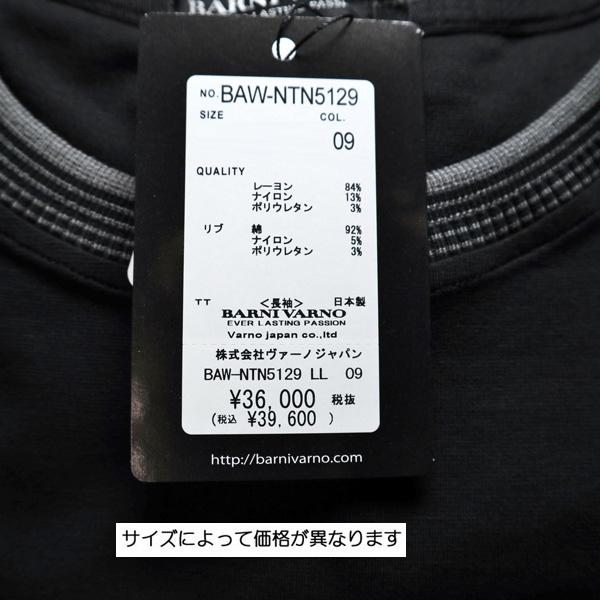 BARNI VARNO
EVER LASTING PASSION
NO. BAW-NTN5129
SIZE COL.
09
QUALITY
レーヨン 84%
ナイロン 13%
ポリウレタン 3%
リブ 綿 92%
ナイロン 5%
ポリウレタン 3%
TT <長袖> 日本製
BARNI VARNO
EVER LASTING PASSION
Varno japan co.,ltd
株式会社ヴァーノジャパン
BAW-NTN5129 LL 09
¥36,000 税抜
(税込 ¥39,600)
http://barnivarno.com
サイズによって価格が異なります